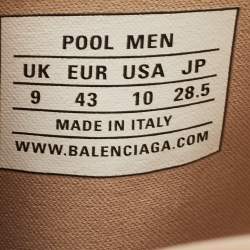 POOL MEN
UK EUR USA JP
9 43 10 28.5
MADE IN ITALY
WWW.BALENCIAGA.COM